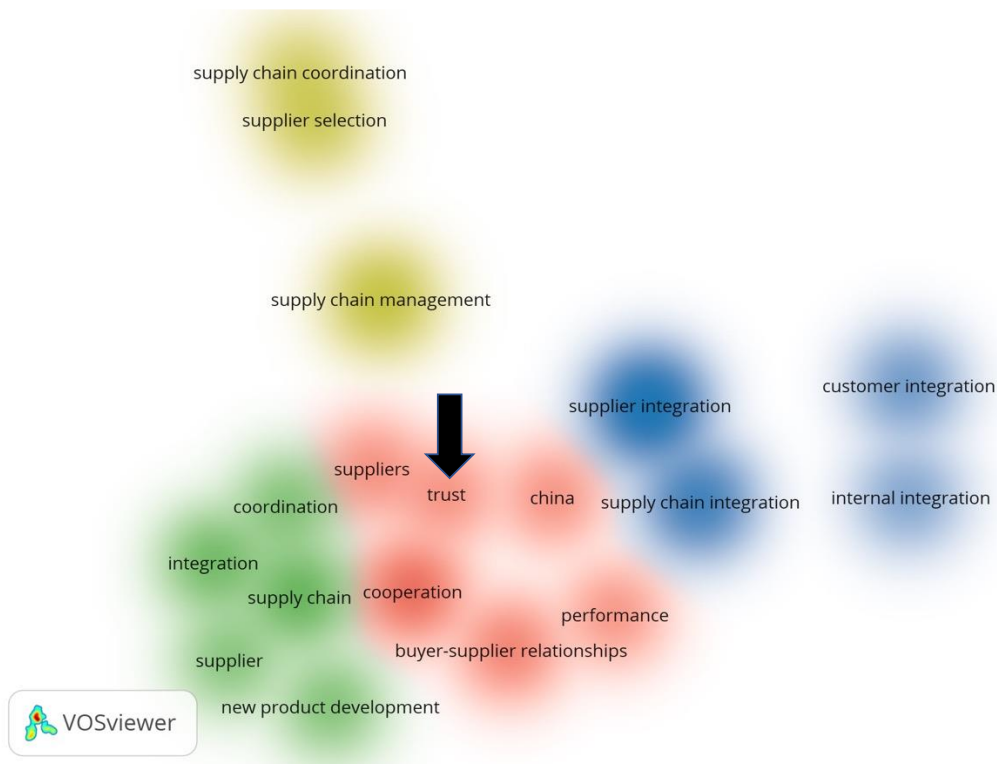 supply chain coordination
supplier selection
supply chain management
customer integration
supplier integration
suppliers
trust
china
supply chain integration
internal integration
coordination
integration
supply chain
cooperation
performance
buyer-supplier relationships
supplier
new product development
VOSviewer